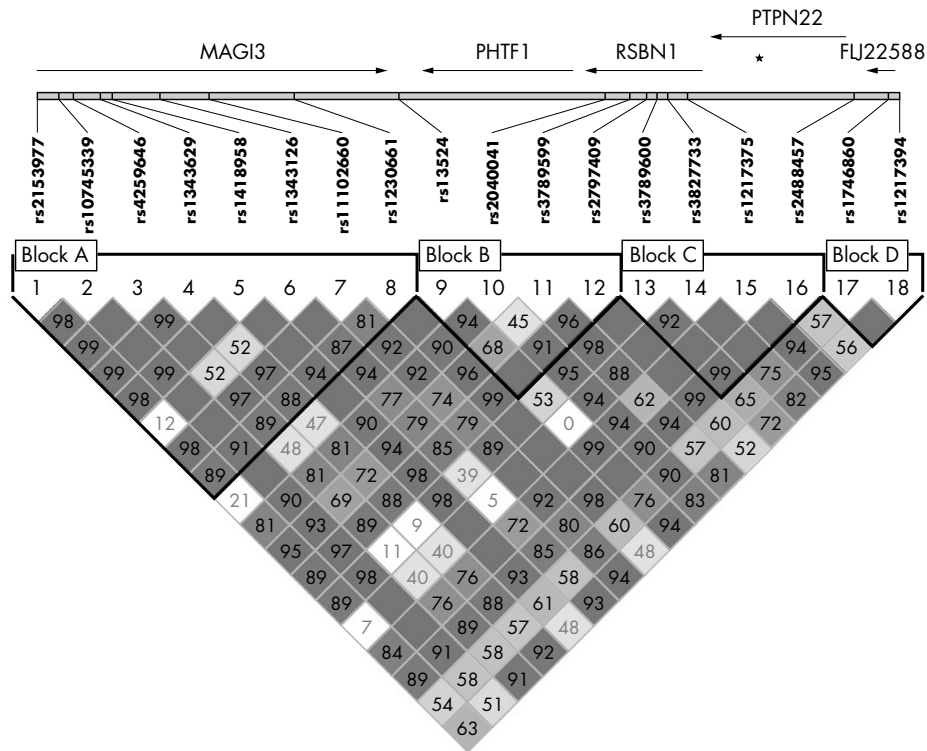 PTPN22
MAGI3 PHTF1 RSBN1 FLJ22588
rs2153977
rs10745339
rs4259646
rs1343629
rs1418958
rs1343126
rs11102660
rs1230661
rs13524
rs2040041
rs3789599
rs2797409
rs3789600
rs3827733
rs1217375
rs2488457
rs1746860
rs1217394
Block A Block B Block C Block D
1 2 3 4 5 6 7 8 9 10 11 12 13 14 15 16 17 18
98 99 81 94 45 96 92 57
99 52 87 92 90 68 91 98 94 56
99 99 52 97 94 94 92 96 95 88 99 75 95
98 97 88 77 74 99 53 94 62 99 65 82
12 89 47 90 79 79 0 94 94 60 72
98 91 48 81 94 85 89 99 90 57 52
89 81 72 98 39 90 81
21 90 69 88 98 5 92 98 76 83
81 93 89 9 72 80 60 94
95 97 11 40 85 86 48
89 98 40 76 93 58 94
89 76 88 61 93
7 89 57 48
84 91 58 92
89 58 91
54 51
63